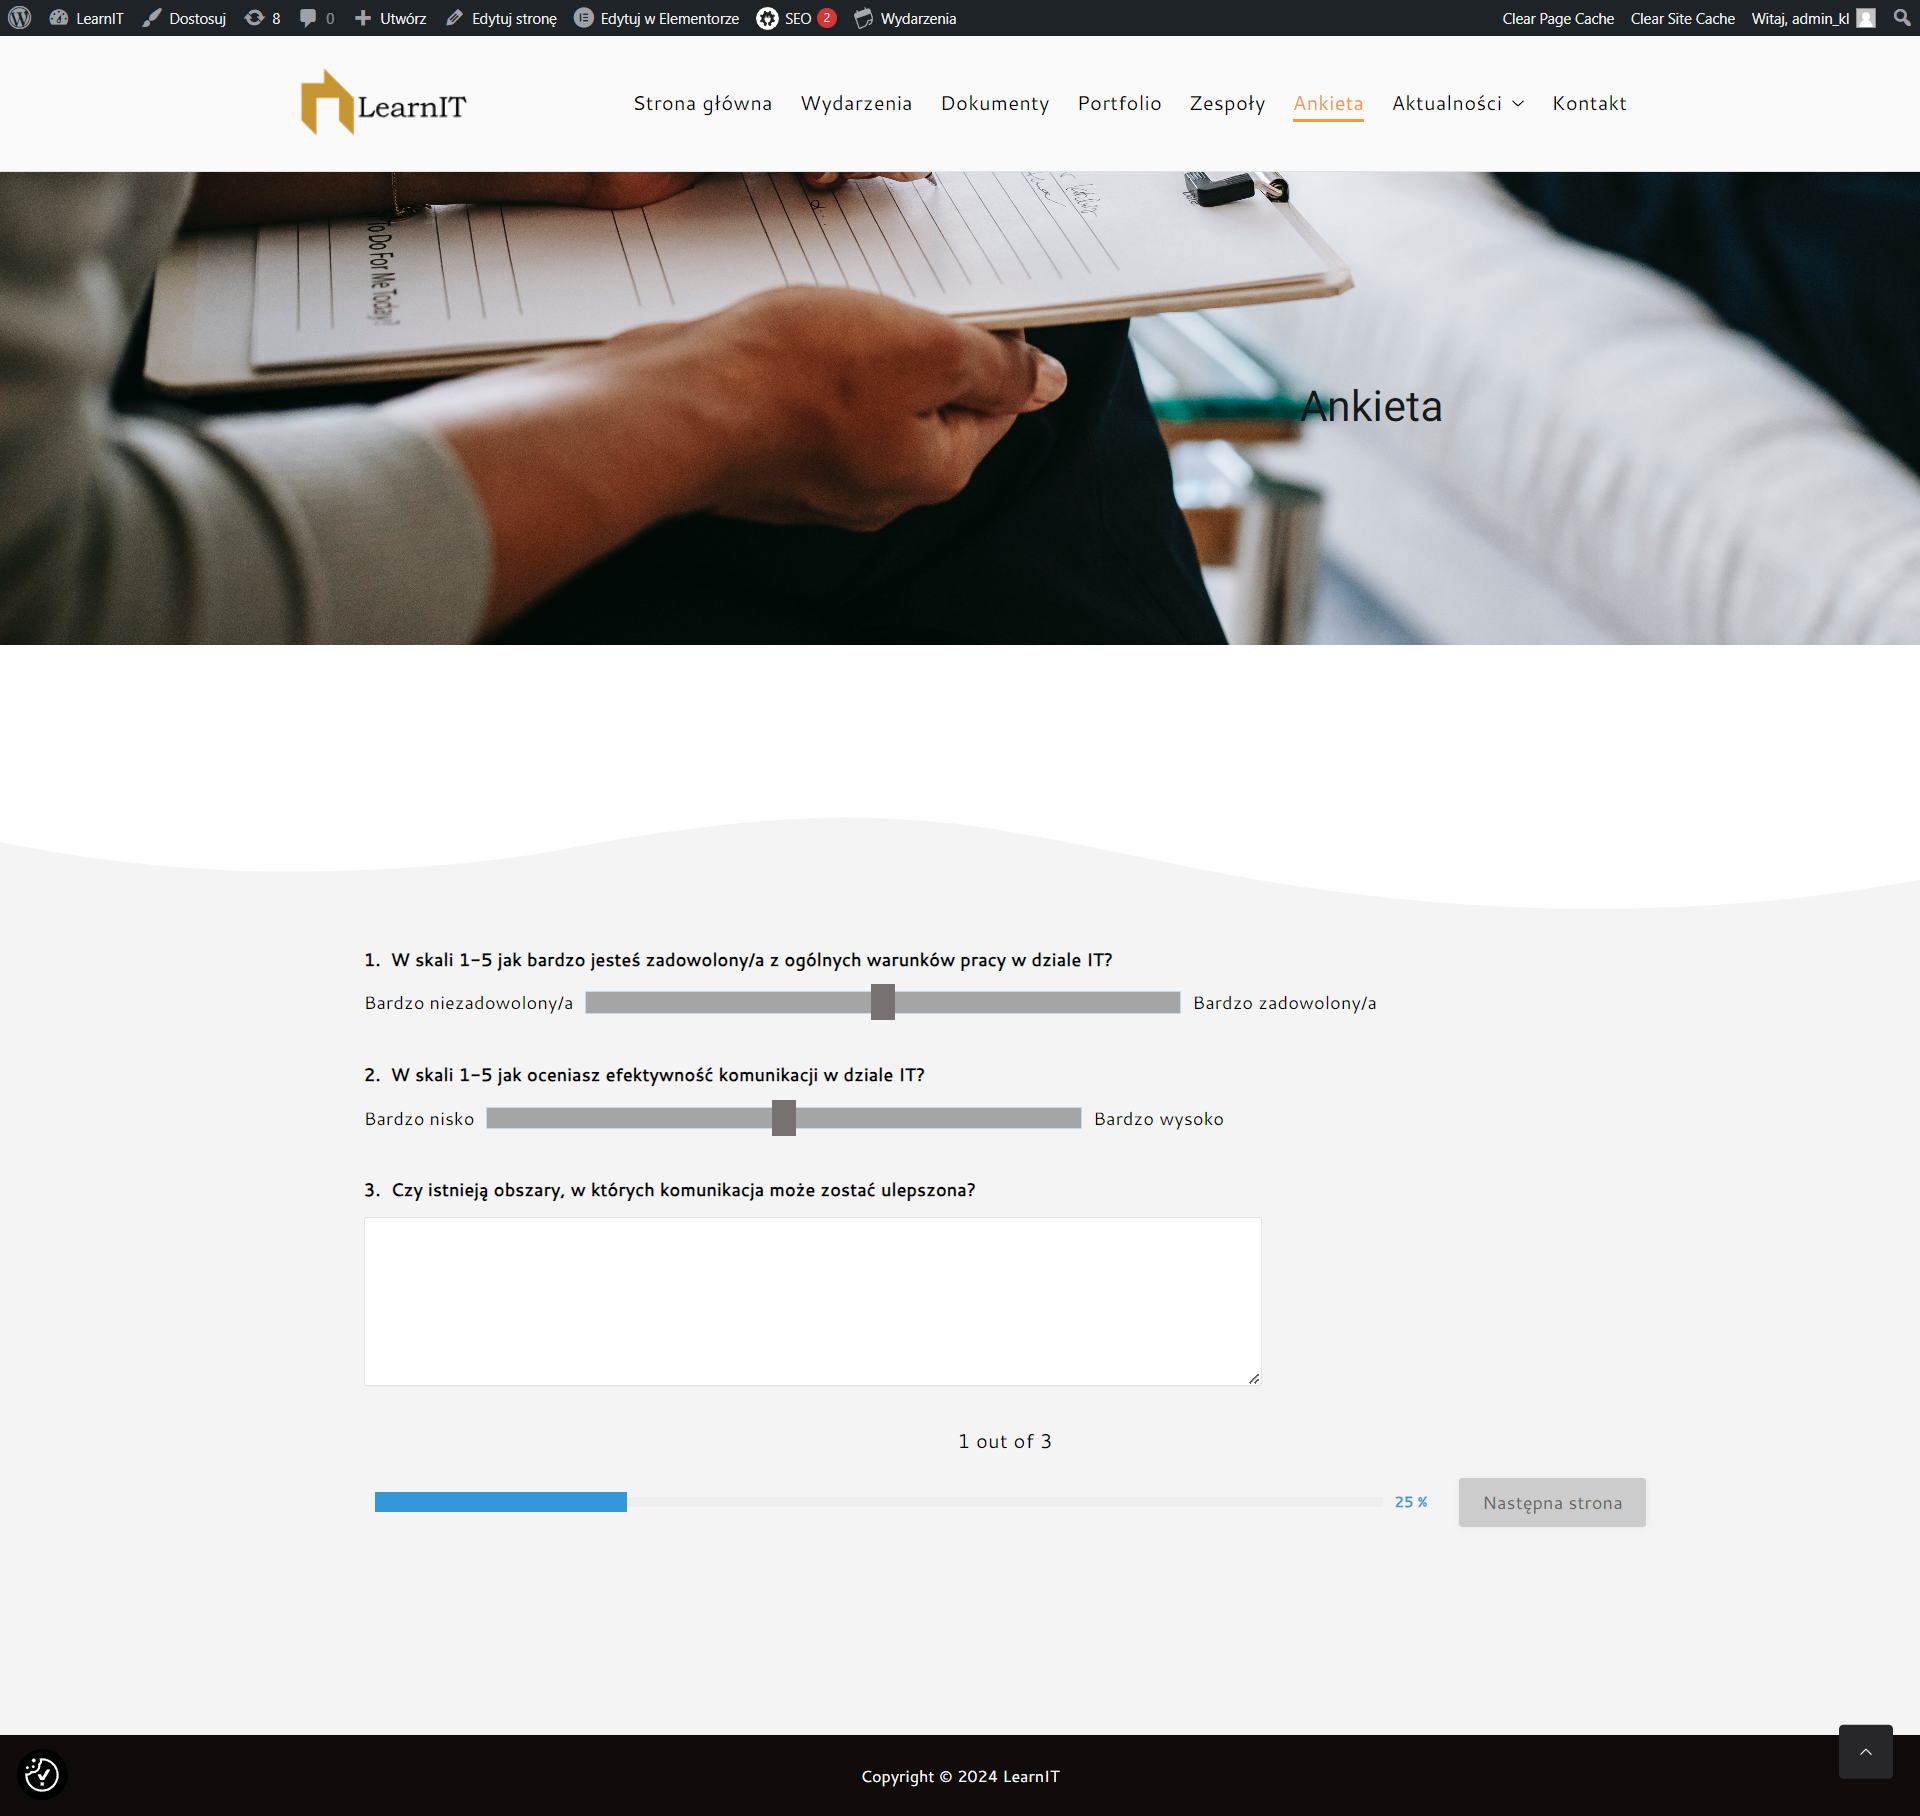 LearnIT Dostosuj 8 0 Utwórz Edytuj stronę Edytuj w Elementorze SEO 2 Wydarzenia Clear Page Cache Clear Site Cache Witaj, admin_kl
LearnIT
Strona główna Wydarzenia Dokumenty Portfolio Zespoły Ankieta Aktualności Kontakt
To Do For Me Today?
Ankieta
1. W skali 1-5 jak bardzo jesteś zadowolony/a z ogólnych warunków pracy w dziale IT?
Bardzo niezadowolony/a Bardzo zadowolony/a
2. W skali 1-5 jak oceniasz efektywność komunikacji w dziale IT?
Bardzo nisko Bardzo wysoko
3. Czy istnieją obszary, w których komunikacja może zostać ulepszona?
1 out of 3
25 % Następna strona
Copyright © 2024 LearnIT